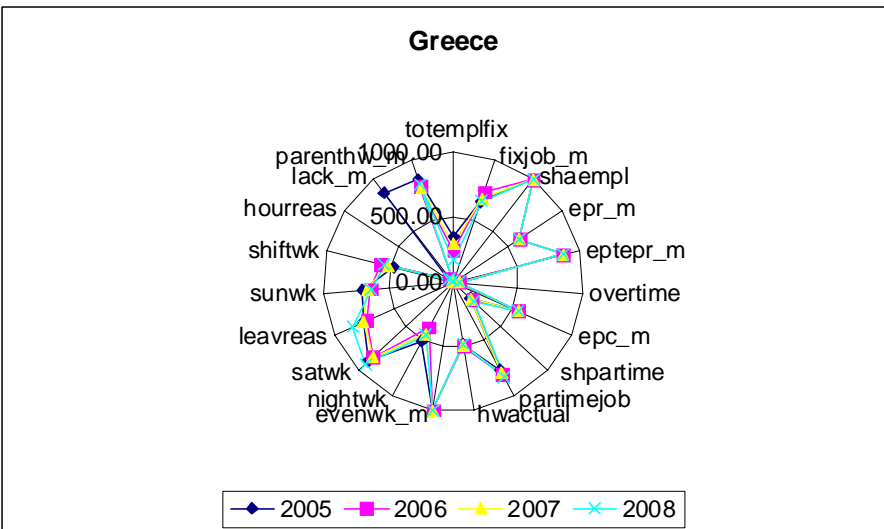 Greece
totemplfix
1000.00
parenthw_m
fixjob_m
lack_m
shaempl
hourreas
epr_m
500.00
shiftwk
eptepr_m
sunwk
0.00
overtime
leavreas
epc_m
satwk
shpartime
nightwk
partimejob
evenwk_m
hwactual
2005 2006 2007 2008